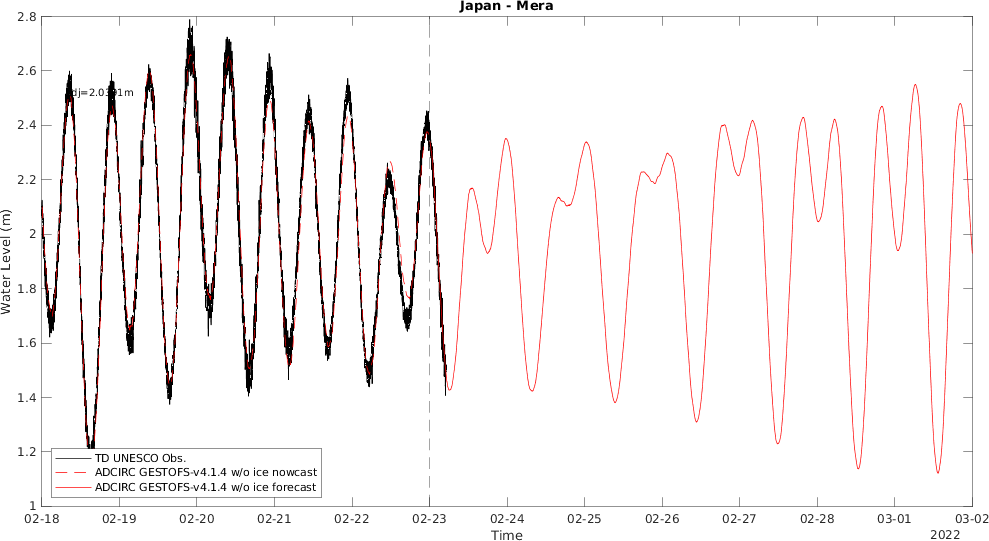 Japan - Mera
2.8
2.6
2.4
2.2
2
1.8
1.6
1.4
1.2
1
Water Level (m)
TD UNESCO Obs.
ADCIRC GESTOFS-v4.1.4 w/o ice nowcast
ADCIRC GESTOFS-v4.1.4 w/o ice forecast
02-18 02-19 02-20 02-21 02-22 02-23 02-24 02-25 02-26 02-27 02-28 03-01 03-02
Time
2022